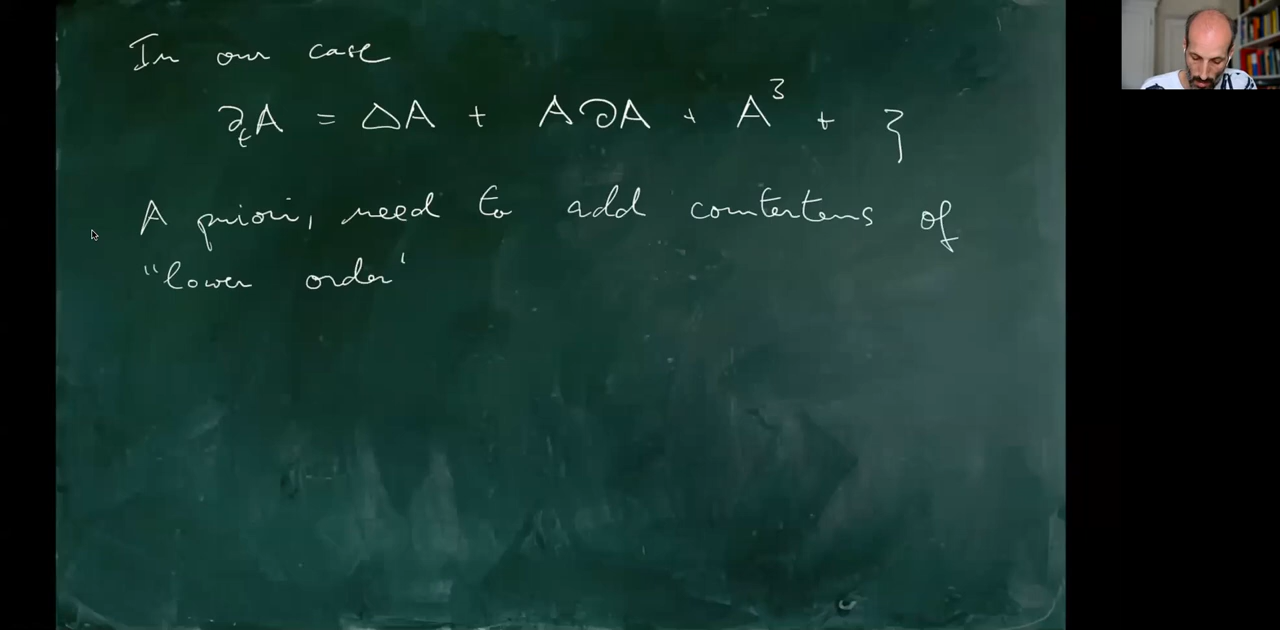 In our case
∂ₜA = ΔA + A∂A + A³ + ξ
A priori, need to add counterterms of
"lower order"